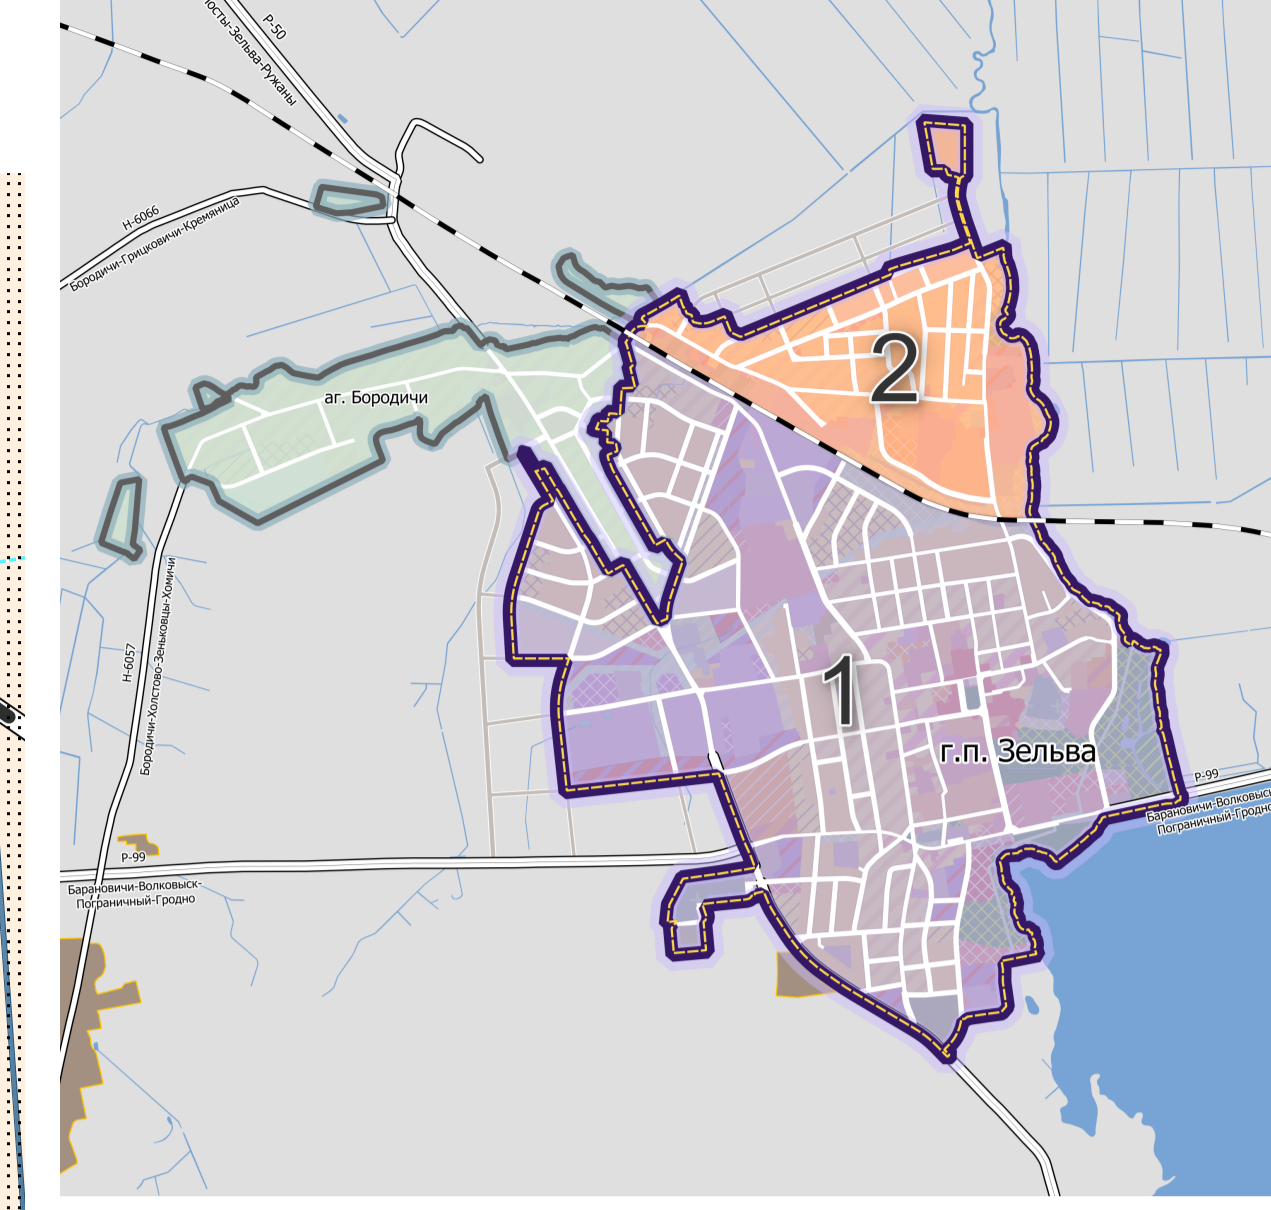 Р-50
Мосты-Зельва-Ружаны
Н-6066
Бородичи-Грицковичи-Кремяница
аг. Бородичи
2
Н-6057
Бородичи-Холстово-Зеньковцы-Хомичи
1
г.п. Зельва
Р-99
Барановичи-Волковыск-
Пограничный-Гродно
Р-99
Барановичи-Волковыск-
Пограничный-Гродно